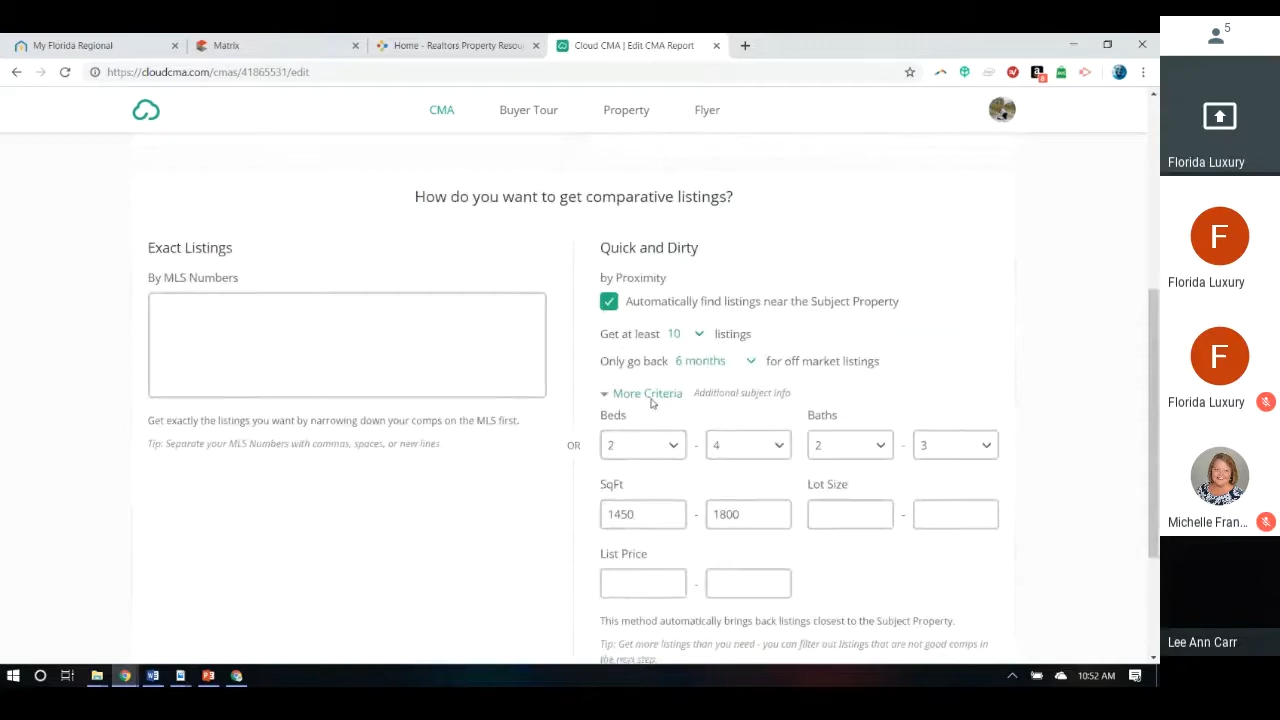 My Florida Regional
Matrix
Home - Realtors Property Resou
Cloud CMA | Edit CMA Report
https://cloudcma.com/cmas/41865531/edit
a
8
CMA
Buyer Tour
Property
Flyer
How do you want to get comparative listings?
Exact Listings
By MLS Numbers
Get exactly the listings you want by narrowing down your comps on the MLS first.
Tip: Separate your MLS Numbers with commas, spaces, or new lines
OR
Quick and Dirty
by Proximity
Automatically find listings near the Subject Property
Get at least 10 listings
Only go back 6 months for off market listings
More Criteria Additional subject info
Beds Baths
2 - 4 2 - 3
SqFt Lot Size
1450 - 1800 -
List Price
-
This method automatically brings back listings closest to the Subject Property.
Tip: Get more listings than you need - you can filter out listings that are not good comps in
the next step.
10:52 AM
5
Florida Luxury
F
Florida Luxury
F
Florida Luxury
Michelle Fran...
Lee Ann Carr